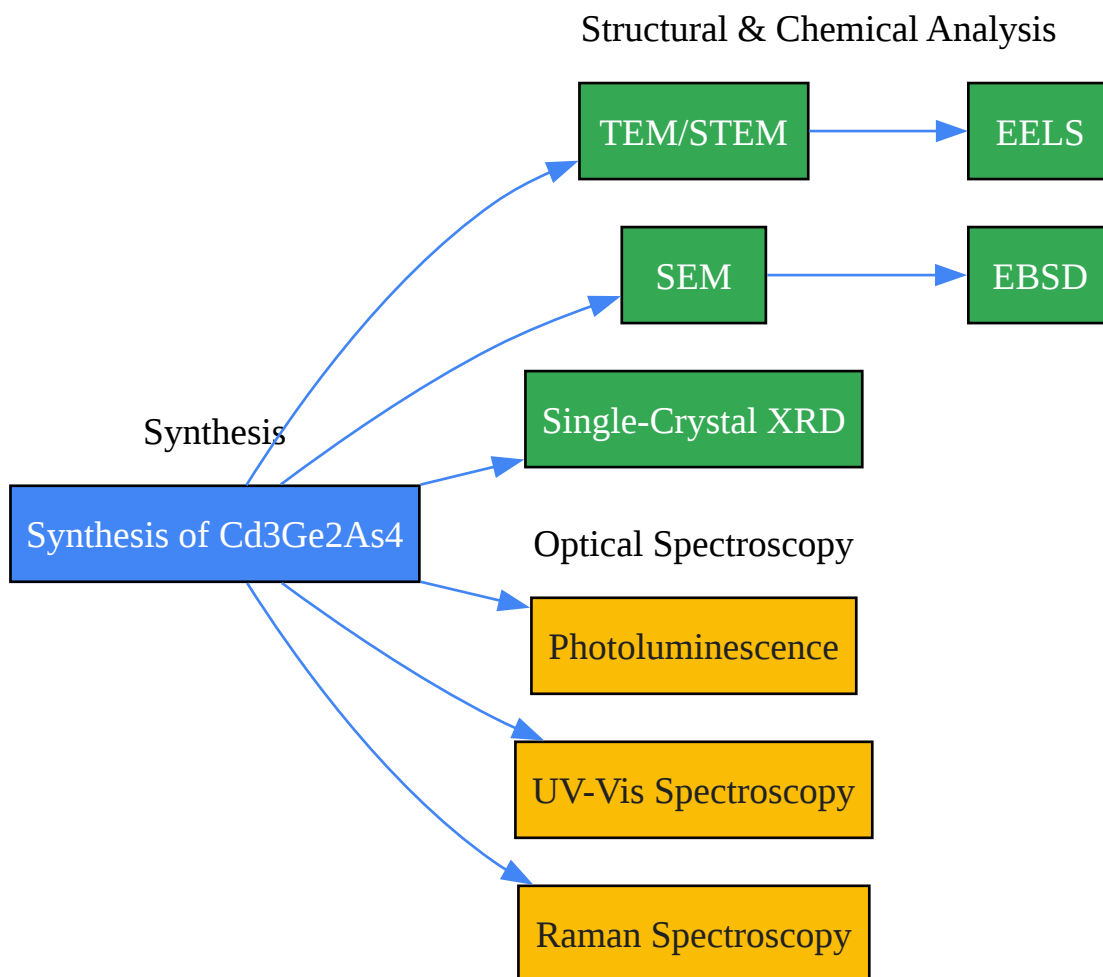 Structural & Chemical Analysis
TEM/STEM
EELS
SEM
EBSD
Single-Crystal XRD
Synthesis
Synthesis of Cd3Ge2As4
Optical Spectroscopy
Photoluminescence
UV-Vis Spectroscopy
Raman Spectroscopy